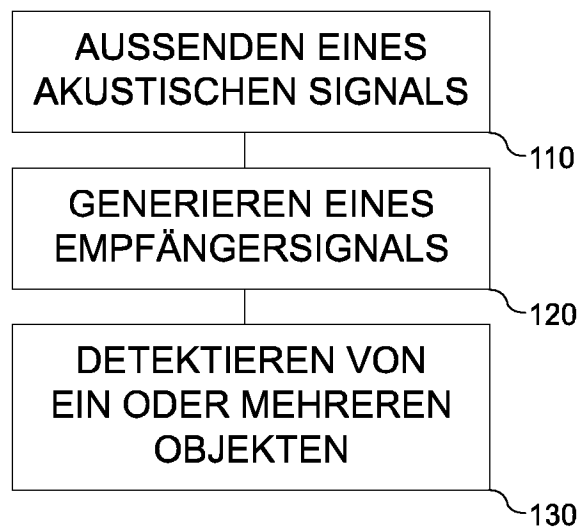 AUSSENDEN EINES
AKUSTISCHEN SIGNALS
110
GENERIEREN EINES
EMPFÄNGERSIGNALS
120
DETEKTIEREN VON
EIN ODER MEHREREN
OBJEKTEN
130